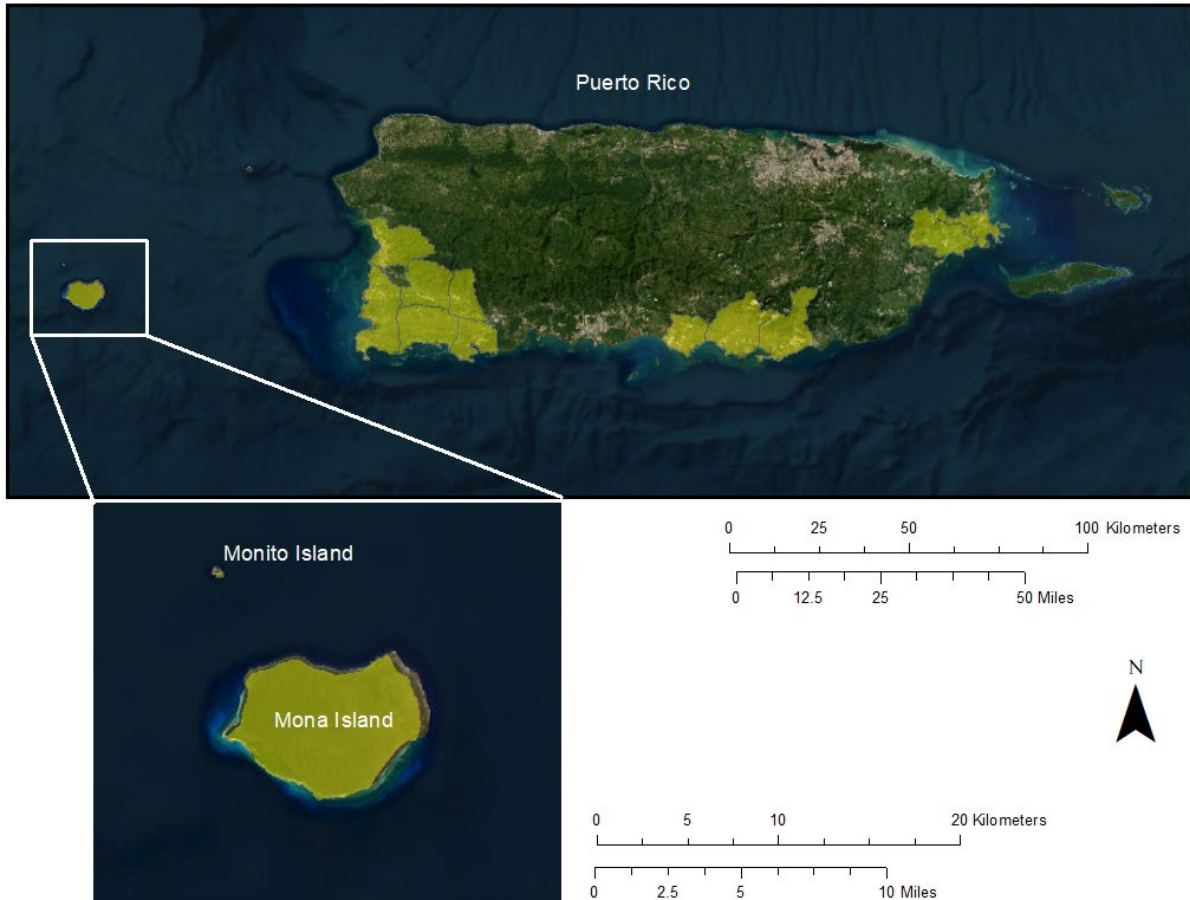 Puerto Rico
Monito Island
Mona Island
0 25 50 100 Kilometers
0 12.5 25 50 Miles
N
0 5 10 20 Kilometers
0 2.5 5 10 Miles